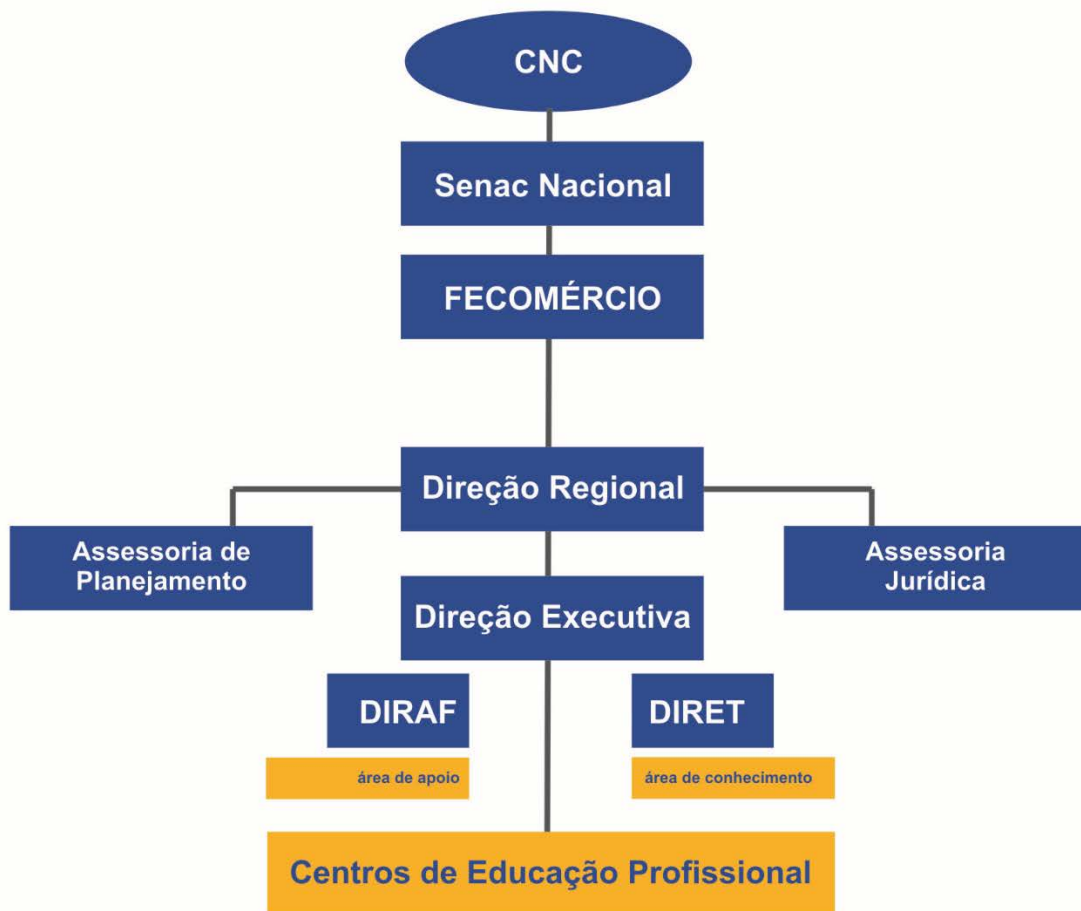 CNC
Senac Nacional
FECOMÉRCIO
Direção Regional
Assessoria de
Planejamento
Assessoria
Jurídica
Direção Executiva
DIRAF
DIRET
área de apoio
área de conhecimento
Centros de Educação Profissional